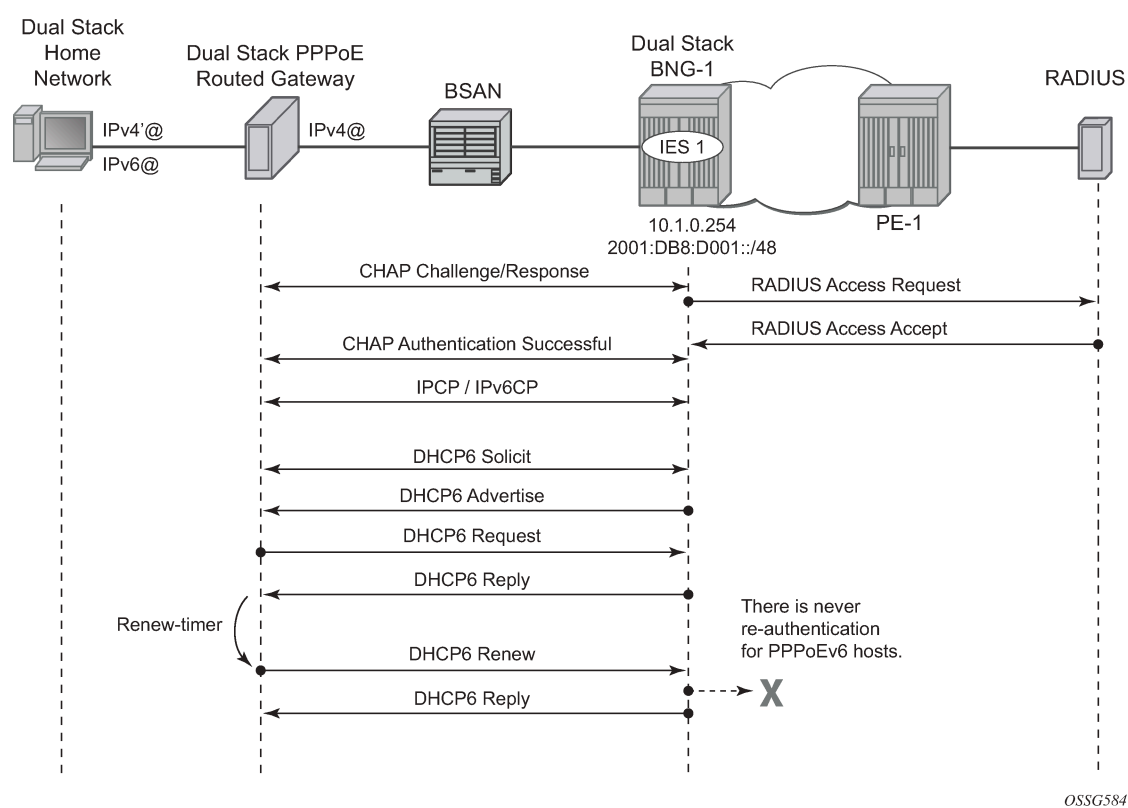 Dual Stack
Home
Network
Dual Stack PPPoE
Routed Gateway
BSAN
Dual Stack
BNG-1
RADIUS
IPv4'@
IPv6@
IPv4@
IES 1
PE-1
10.1.0.254
2001:DB8:D001::/48
CHAP Challenge/Response
RADIUS Access Request
RADIUS Access Accept
CHAP Authentication Successful
IPCP / IPv6CP
DHCP6 Solicit
DHCP6 Advertise
DHCP6 Request
DHCP6 Reply
Renew-timer
There is never
re-authentication
for PPPoEv6 hosts.
DHCP6 Renew
X
DHCP6 Reply
OSSG584